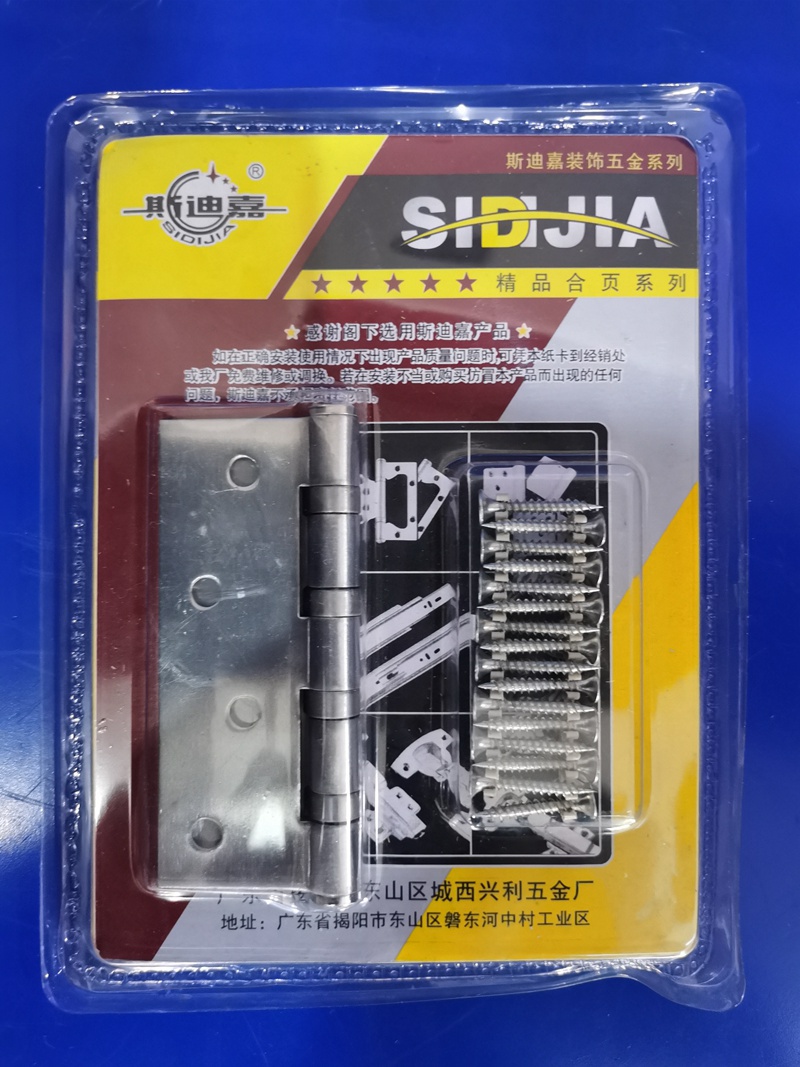 斯迪嘉
SIDIJIA
®
斯迪嘉装饰五金系列
SIDIJIA
★★★★★ 精品合页系列
★ 感谢阁下选用斯迪嘉产品 ★
如在正确安装使用情况下出现产品质量问题时,可凭本纸卡到经销处
或我厂免费维修或调换。若在安装不当或购买仿冒本产品而出现的任何
问题，斯迪嘉不
东山区城西兴利五金厂
地址：广东省揭阳市东山区磐东河中村工业区